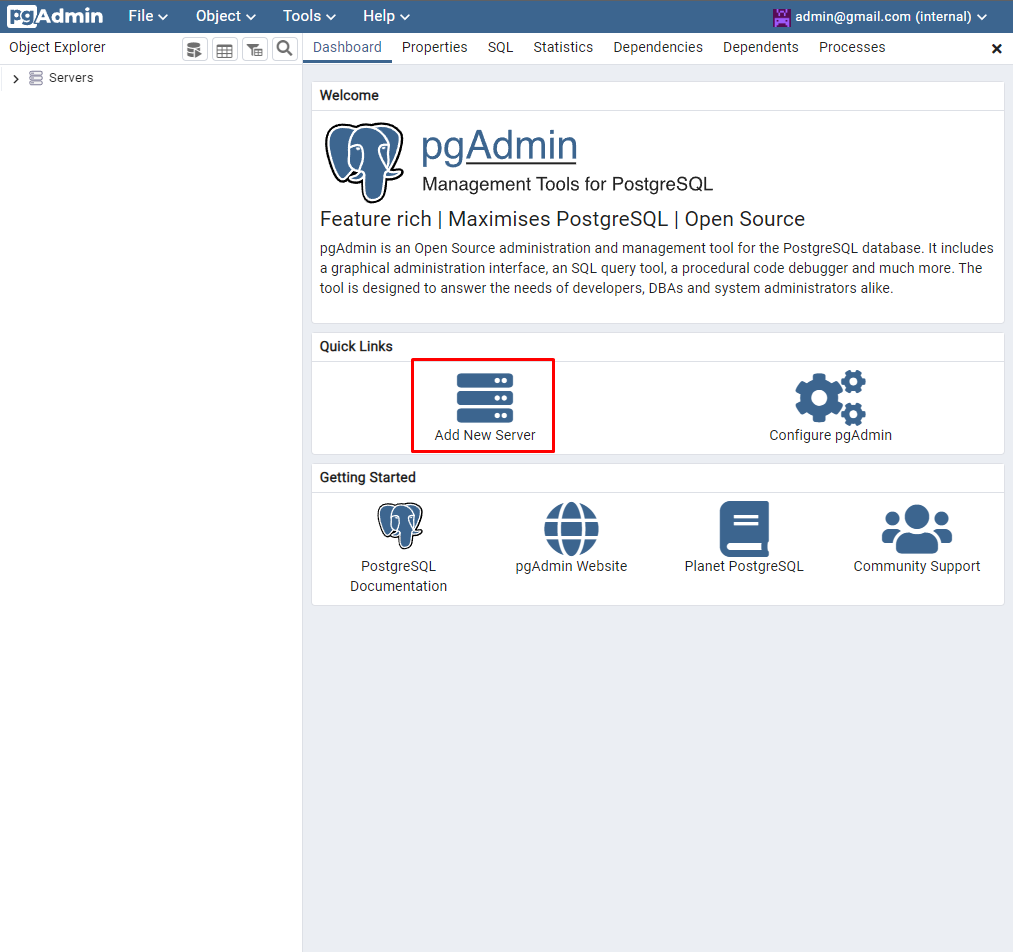 pgAdmin File Object Tools Help admin@gmail.com (internal)
Object Explorer
Dashboard Properties SQL Statistics Dependencies Dependents Processes
Servers
Welcome
pgAdmin
Management Tools for PostgreSQL
Feature rich | Maximises PostgreSQL | Open Source
pgAdmin is an Open Source administration and management tool for the PostgreSQL database. It includes
a graphical administration interface, an SQL query tool, a procedural code debugger and much more. The
tool is designed to answer the needs of developers, DBAs and system administrators alike.
Quick Links
Add New Server
Configure pgAdmin
Getting Started
PostgreSQL
Documentation
pgAdmin Website
Planet PostgreSQL
Community Support